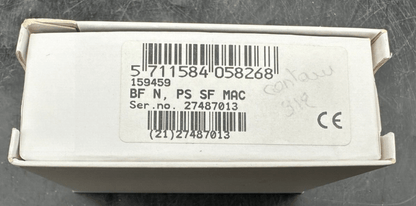 5 711584 058268
159459
BF N, PS SF MAC
Ser.no. 27487013
(21)27487013
CE